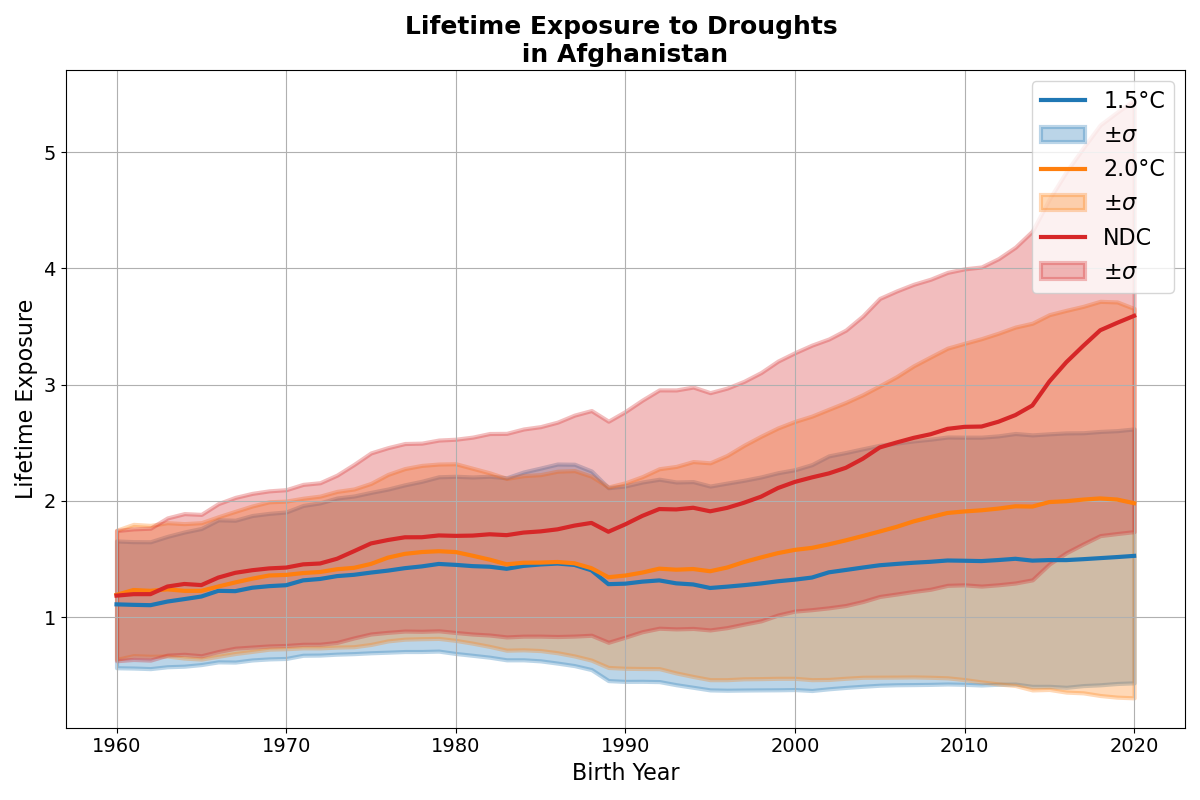 Lifetime Exposure to Droughts
in Afghanistan
1.5°C
±σ
2.0°C
±σ
NDC
±σ
Lifetime Exposure
5
4
3
2
1
1960
1970
1980
1990
2000
2010
2020
Birth Year